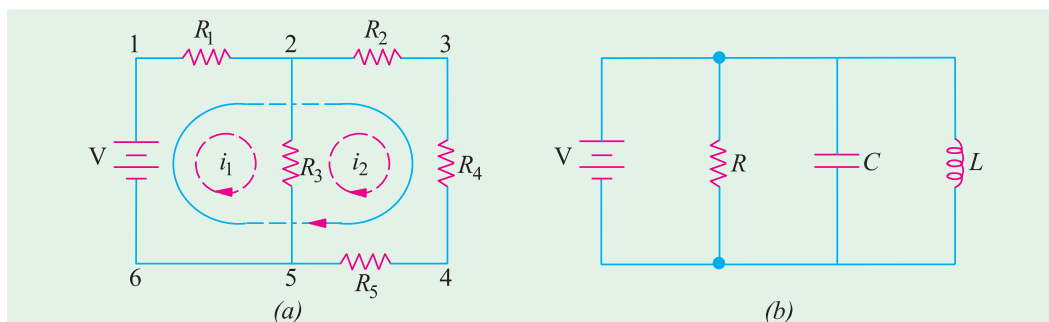 1 R₁ 2 R₂ 3
V i₁ R₃ i₂ R₄
6 5 R₅ 4
(a)
V R C L
(b)